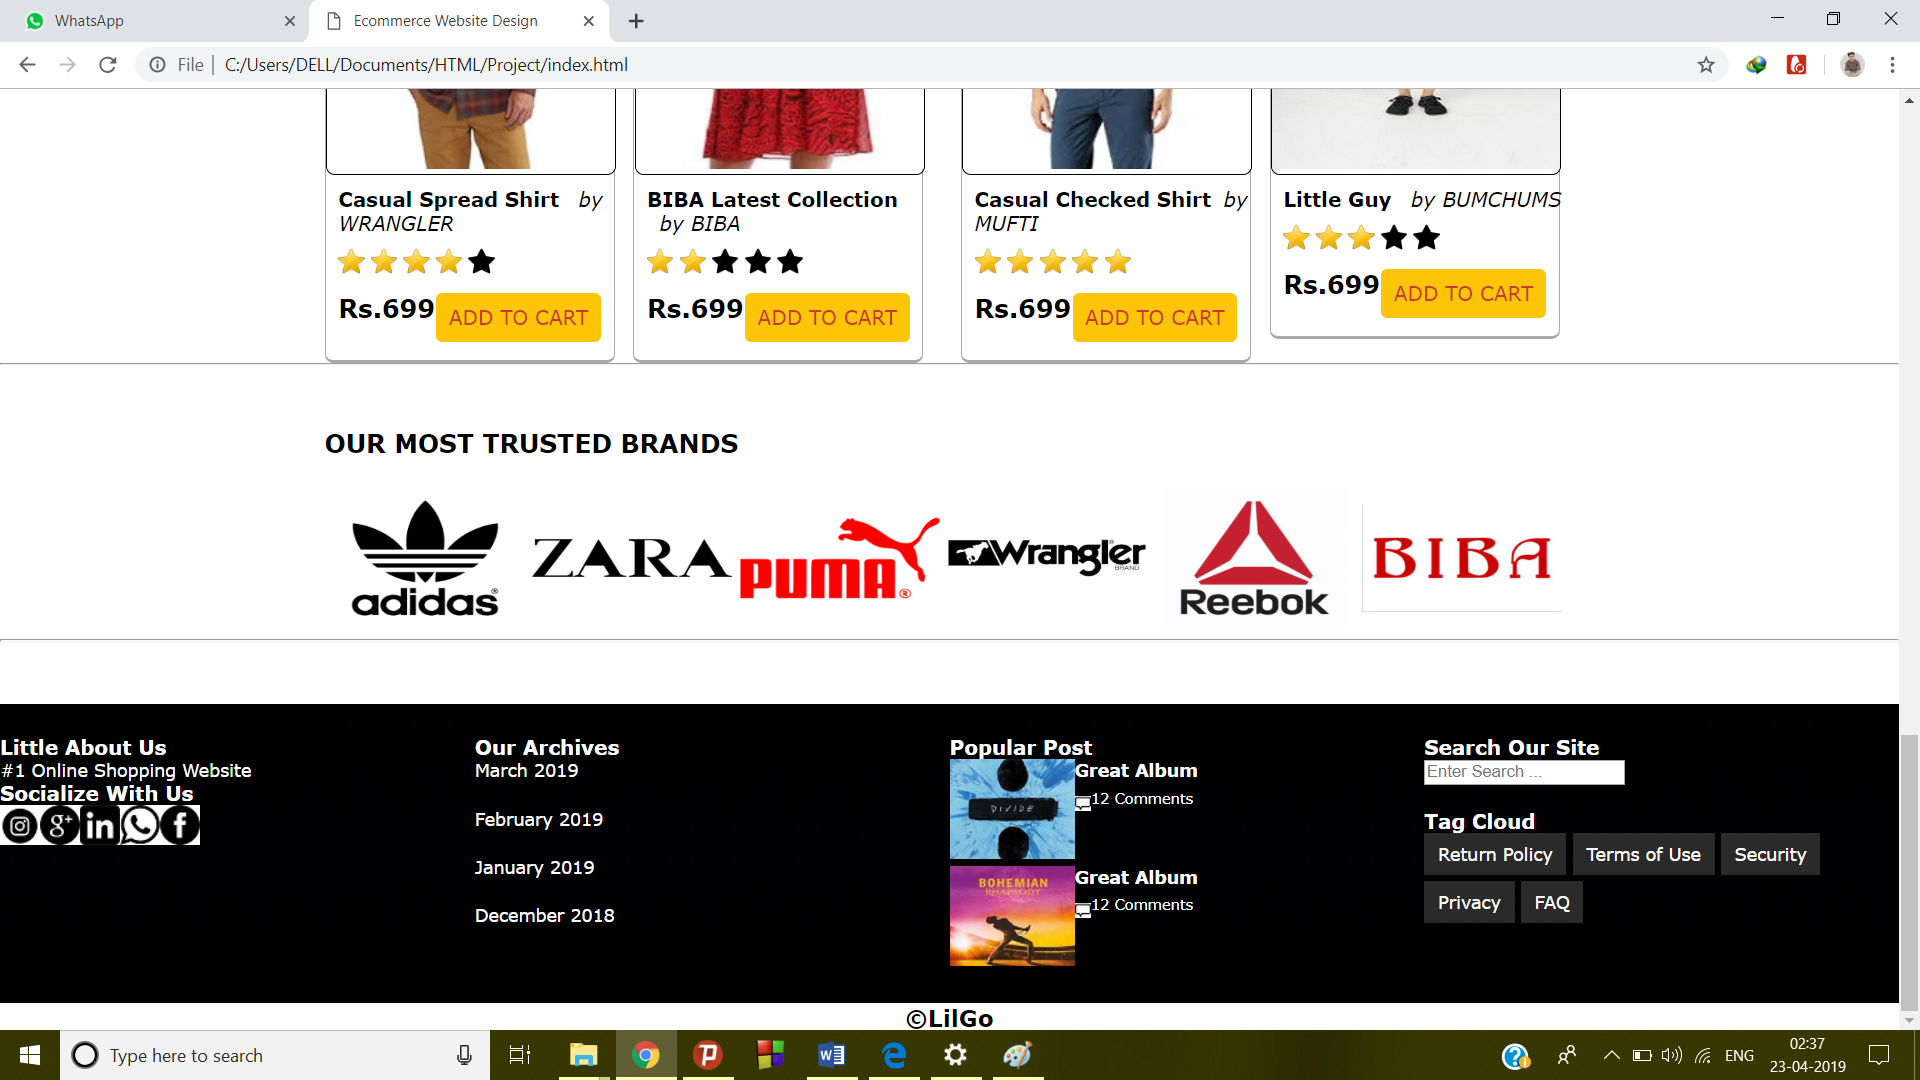 WhatsApp
Ecommerce Website Design
File | C:/Users/DELL/Documents/HTML/Project/index.html
Casual Spread Shirt by
WRANGLER
Rs.699 ADD TO CART
BIBA Latest Collection
by BIBA
Rs.699 ADD TO CART
Casual Checked Shirt by
MUFTI
Rs.699 ADD TO CART
Little Guy by BUMCHUMS
Rs.699 ADD TO CART
OUR MOST TRUSTED BRANDS
adidas®
ZARA
PUMA®
Wrangler
BRAND
Reebok
BIBA
Little About Us
#1 Online Shopping Website
Socialize With Us
g+
in
f
Our Archives
March 2019
February 2019
January 2019
December 2018
Popular Post
DIVIDE
Great Album
12 Comments
BOHEMIAN
RHAPSODY
Great Album
12 Comments
Search Our Site
Enter Search ...
Tag Cloud
Return Policy
Terms of Use
Security
Privacy
FAQ
©LilGo
Type here to search
ENG
02:37
23-04-2019